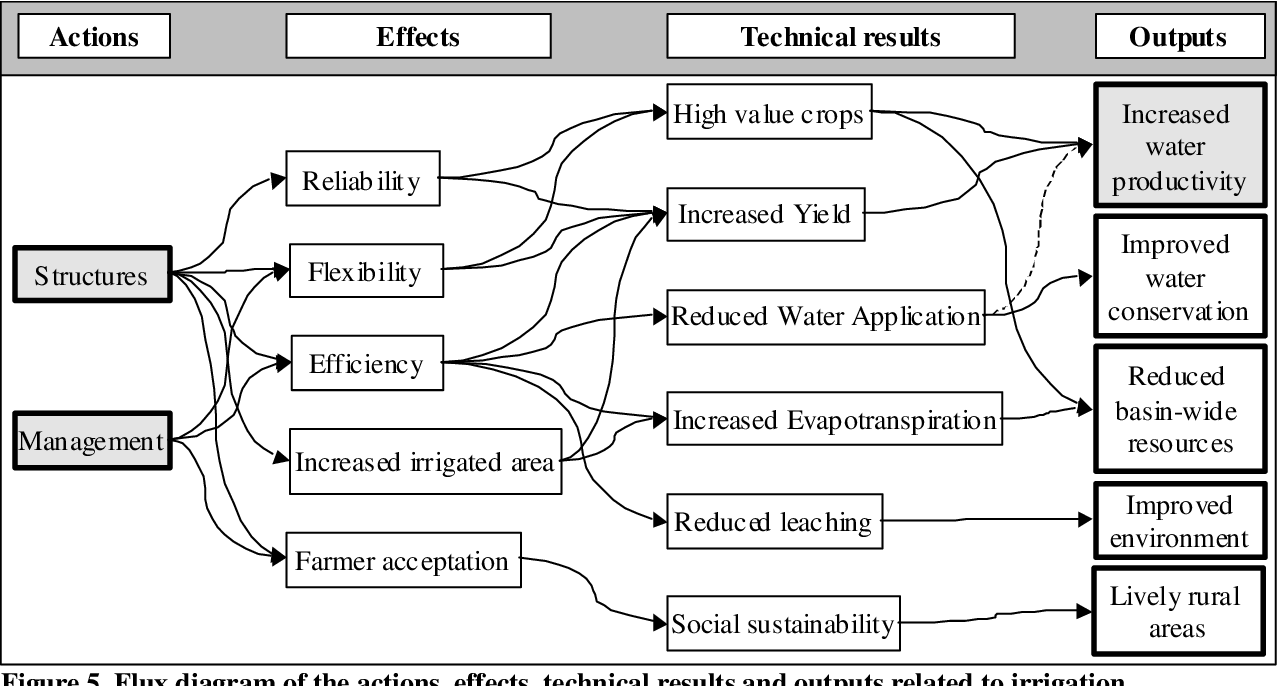 Actions
Effects
Technical results
Outputs
Structures
Management
Reliability
Flexibility
Efficiency
Increased irrigated area
Farmer acceptation
High value crops
Increased Yield
Reduced Water Application
Increased Evapotranspiration
Reduced leaching
Social sustainability
Increased
water
productivity
Improved
water
conservation
Reduced
basin-wide
resources
Improved
environment
Lively rural
areas
Figure 5. Flux diagram of the actions, effects, technical results and outputs related to irrigation